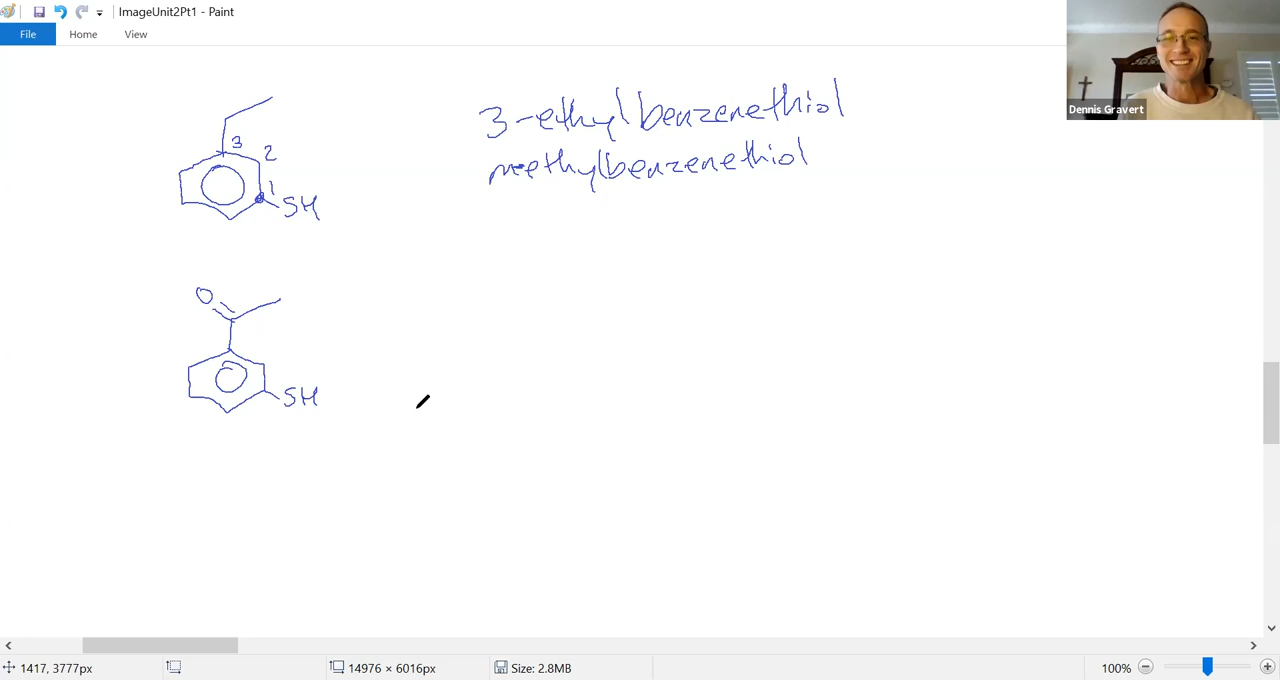 ImageUnit2Pt1 - Paint
File Home View
Dennis Gravert
3-ethylbenzenethiol
m-ethylbenzenethiol
3
2
1
SH
O
SH
1417, 3777px
14976 × 6016px
Size: 2.8MB
100%